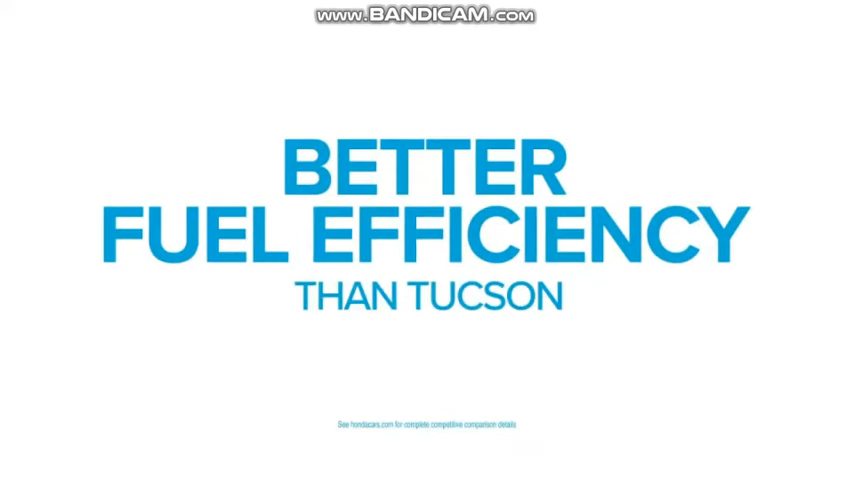 www.BANDICAM.com
BETTER
FUEL EFFICIENCY
THAN TUCSON
See hondacars.com for complete competitive comparison details